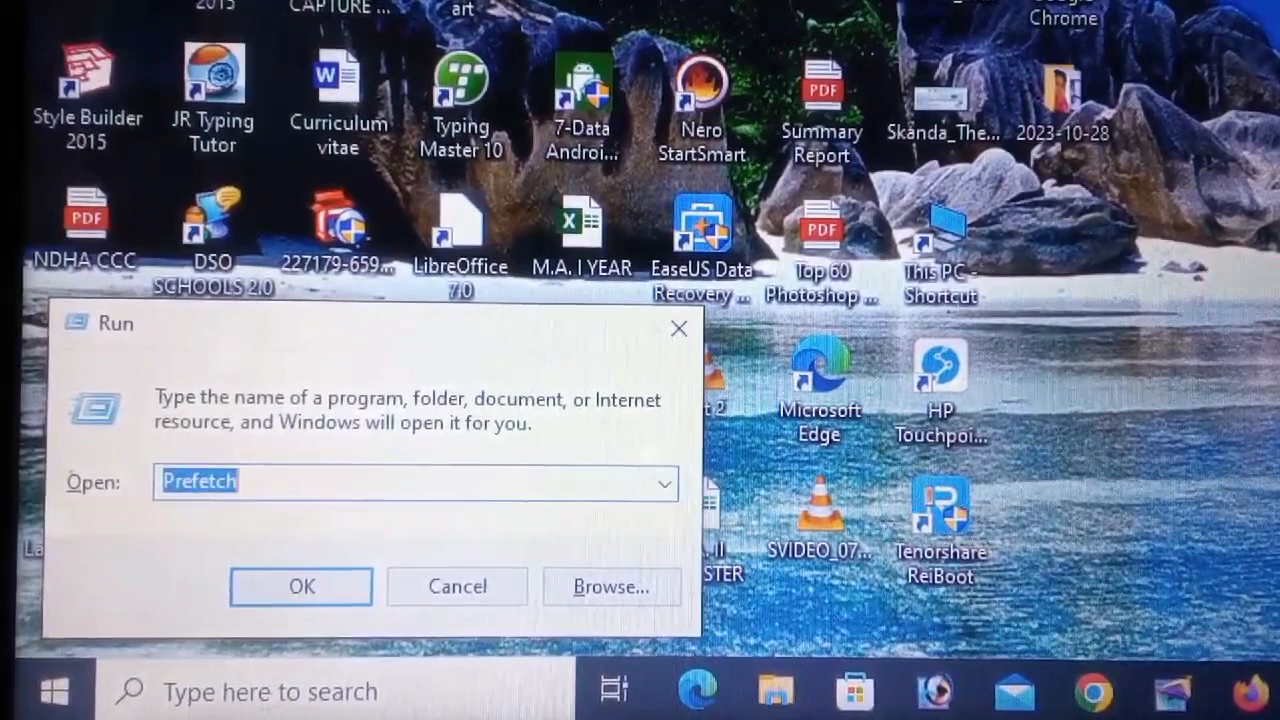 2015
CAPTURE ...
art
Chrome
Style Builder
2015
JR Typing
Tutor
Curriculum
vitae
Typing
Master 10
7-Data
Androi...
Nero
StartSmart
PDF
Summary
Report
Skanda_The...
2023-10-28
PDF
NDHA CCC
DSO
SCHOOLS 2.0
227179-659...
LibreOffice
7.0
M.A. I YEAR
EaseUS Data
Recovery ...
PDF
Top 60
Photoshop ...
This PC -
Shortcut
Run
Type the name of a program, folder, document, or Internet
resource, and Windows will open it for you.
Open:
Prefetch
OK
Cancel
Browse...
Microsoft
Edge
HP
Touchpoi...
SVIDEO_07...
Tenorshare
ReiBoot
Type here to search